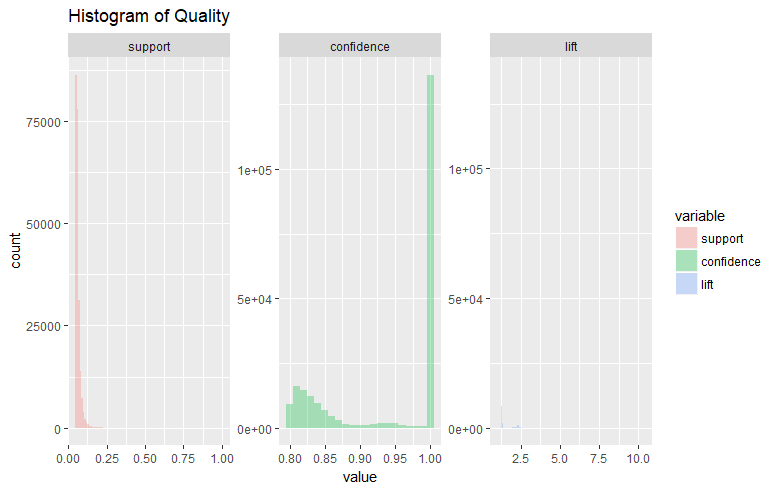 Histogram of Quality
support confidence lift
75000
50000
25000
0
1e+05
5e+04
0e+00
1e+05
5e+04
0e+00
0.00 0.25 0.50 0.75 1.00
0.80 0.85 0.90 0.95 1.00
2.5 5.0 7.5 10.0
count
value
variable
support
confidence
lift